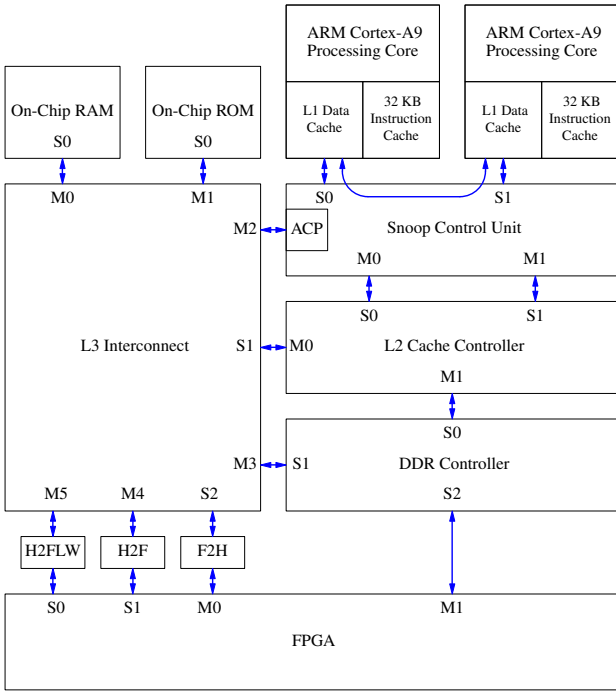 ARM Cortex-A9
Processing Core
ARM Cortex-A9
Processing Core
On-Chip RAM
S0
On-Chip ROM
S0
L1 Data
Cache
32 KB
Instruction
Cache
L1 Data
Cache
32 KB
Instruction
Cache
M0
M1
S0
S1
M2
ACP
Snoop Control Unit
M0
M1
S0
S1
L3 Interconnect
S1
M0
L2 Cache Controller
M1
S0
M3
S1
DDR Controller
M5
M4
S2
S2
H2FLW
H2F
F2H
S0
S1
M0
M1
FPGA